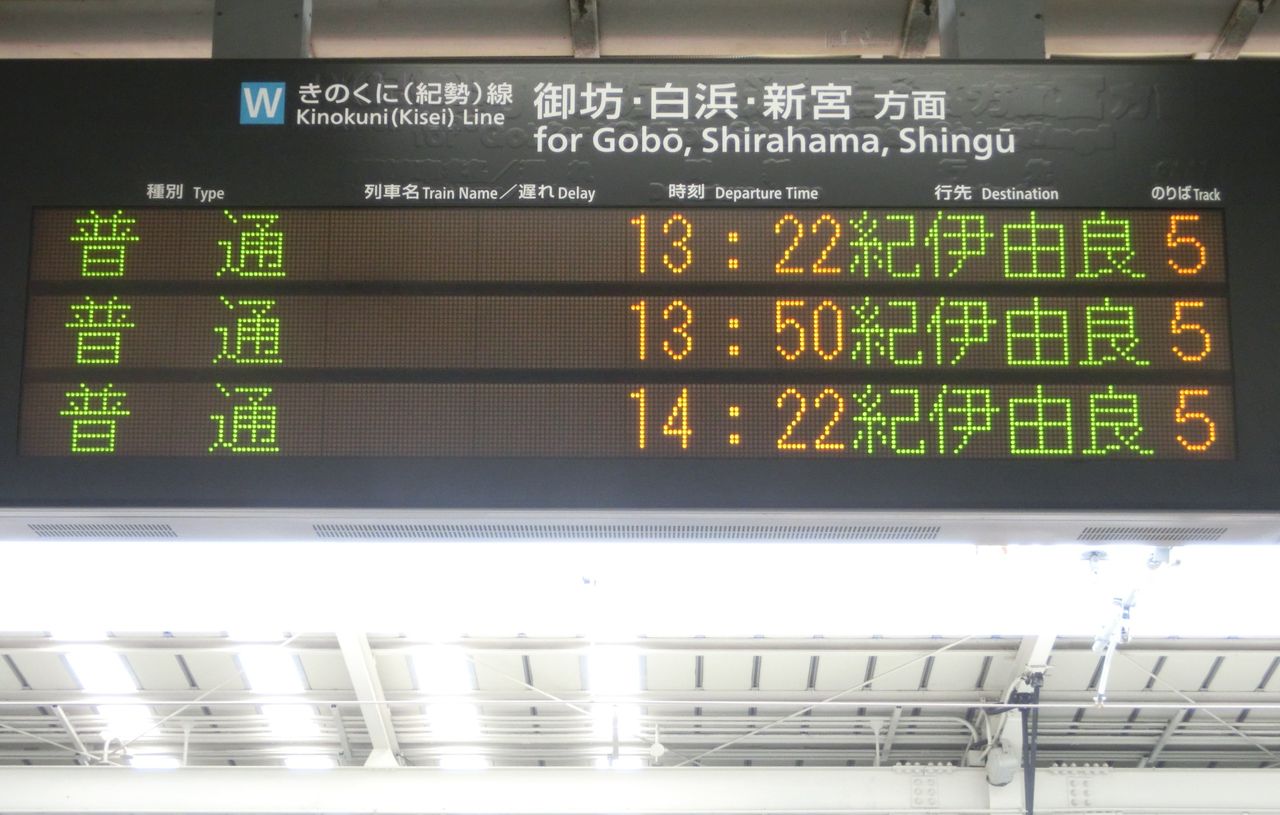 W きのくに(紀勢)線 御坊・白浜・新宮 方面
Kinokuni(Kisei) Line for Gobō, Shirahama, Shingū
種別 Type 列車名 Train Name／遅れ Delay 時刻 Departure Time 行先 Destination のりば Track
普 通 13:22 紀伊由良 5
普 通 13:50 紀伊由良 5
普 通 14:22 紀伊由良 5